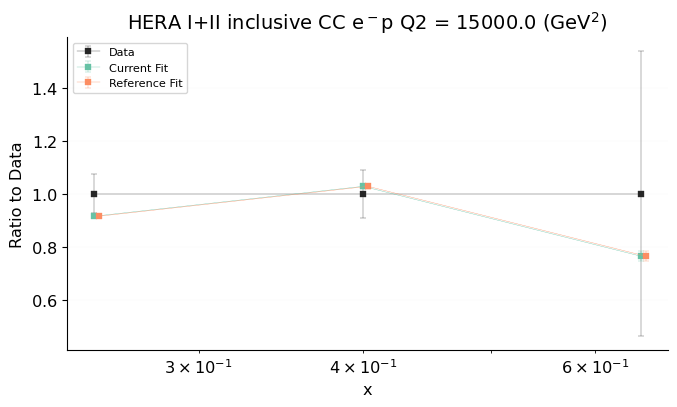 HERA I+II inclusive CC e⁻p Q2 = 15000.0 (GeV²)
Data
Current Fit
Reference Fit
Ratio to Data
1.4
1.2
1.0
0.8
0.6
3 × 10⁻¹
4 × 10⁻¹
6 × 10⁻¹
x